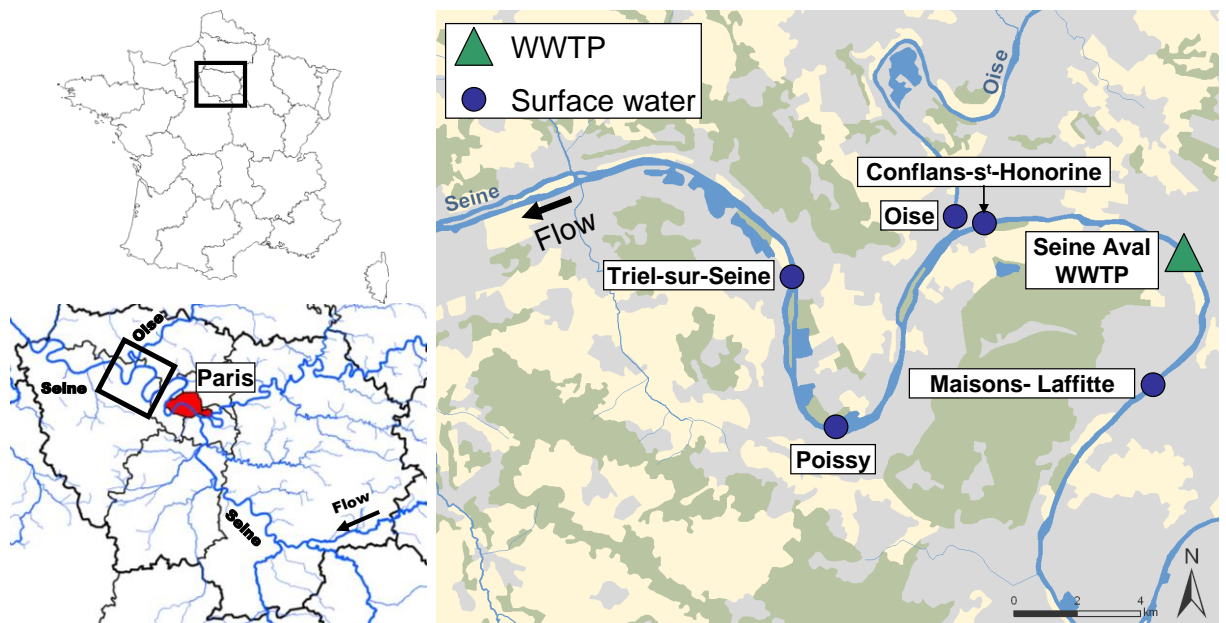 WWTP
Surface water
Oise
Conflans-sᵗ-Honorine
Oise
Seine
Flow
Seine Aval
WWTP
Triel-sur-Seine
Maisons- Laffitte
Poissy
N
0 2 4
km
Oise
Paris
Seine
Flow
Seine